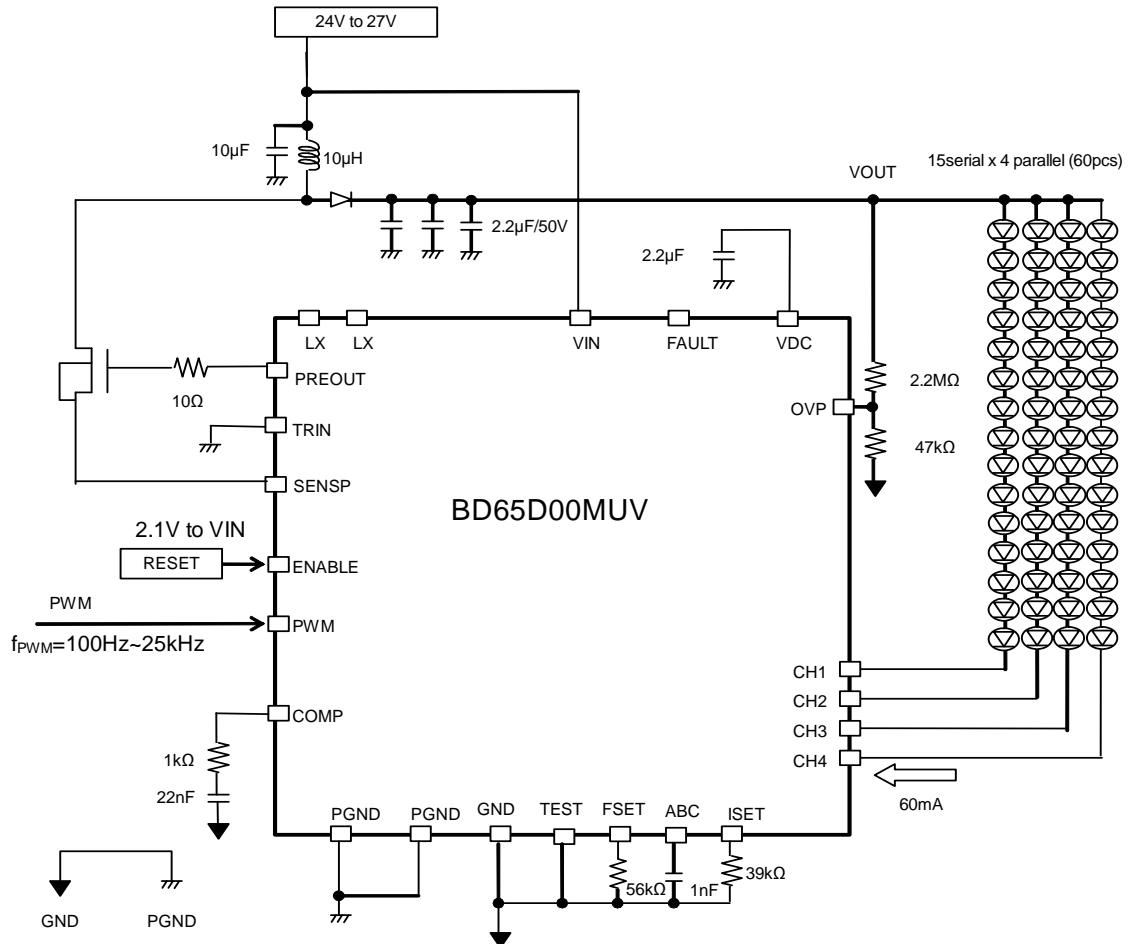 24V to 27V
10µF
10µH
15serial x 4 parallel (60pcs)
VOUT
2.2µF/50V
2.2µF
LX
LX
VIN
FAULT
VDC
PREOUT
10Ω
2.2MΩ
OVP
TRIN
47kΩ
SENSP
BD65D00MUV
2.1V to VIN
RESET
ENABLE
PWM
PWM
fPWM=100Hz~25kHz
CH1
CH2
COMP
CH3
1kΩ
CH4
22nF
60mA
PGND
PGND
GND
TEST
FSET
ABC
ISET
56kΩ
1nF
39kΩ
GND
PGND